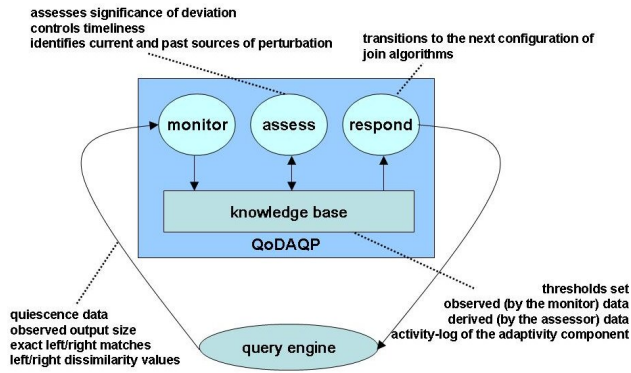 assesses significance of deviation
controls timeliness
identifies current and past sources of perturbation
transitions to the next configuration of
join algorithms
monitor
assess
respond
knowledge base
QoDAQP
quiescence data
observed output size
exact left/right matches
left/right dissimilarity values
thresholds set
observed (by the monitor) data
derived (by the assessor) data
activity-log of the adaptivity component
query engine